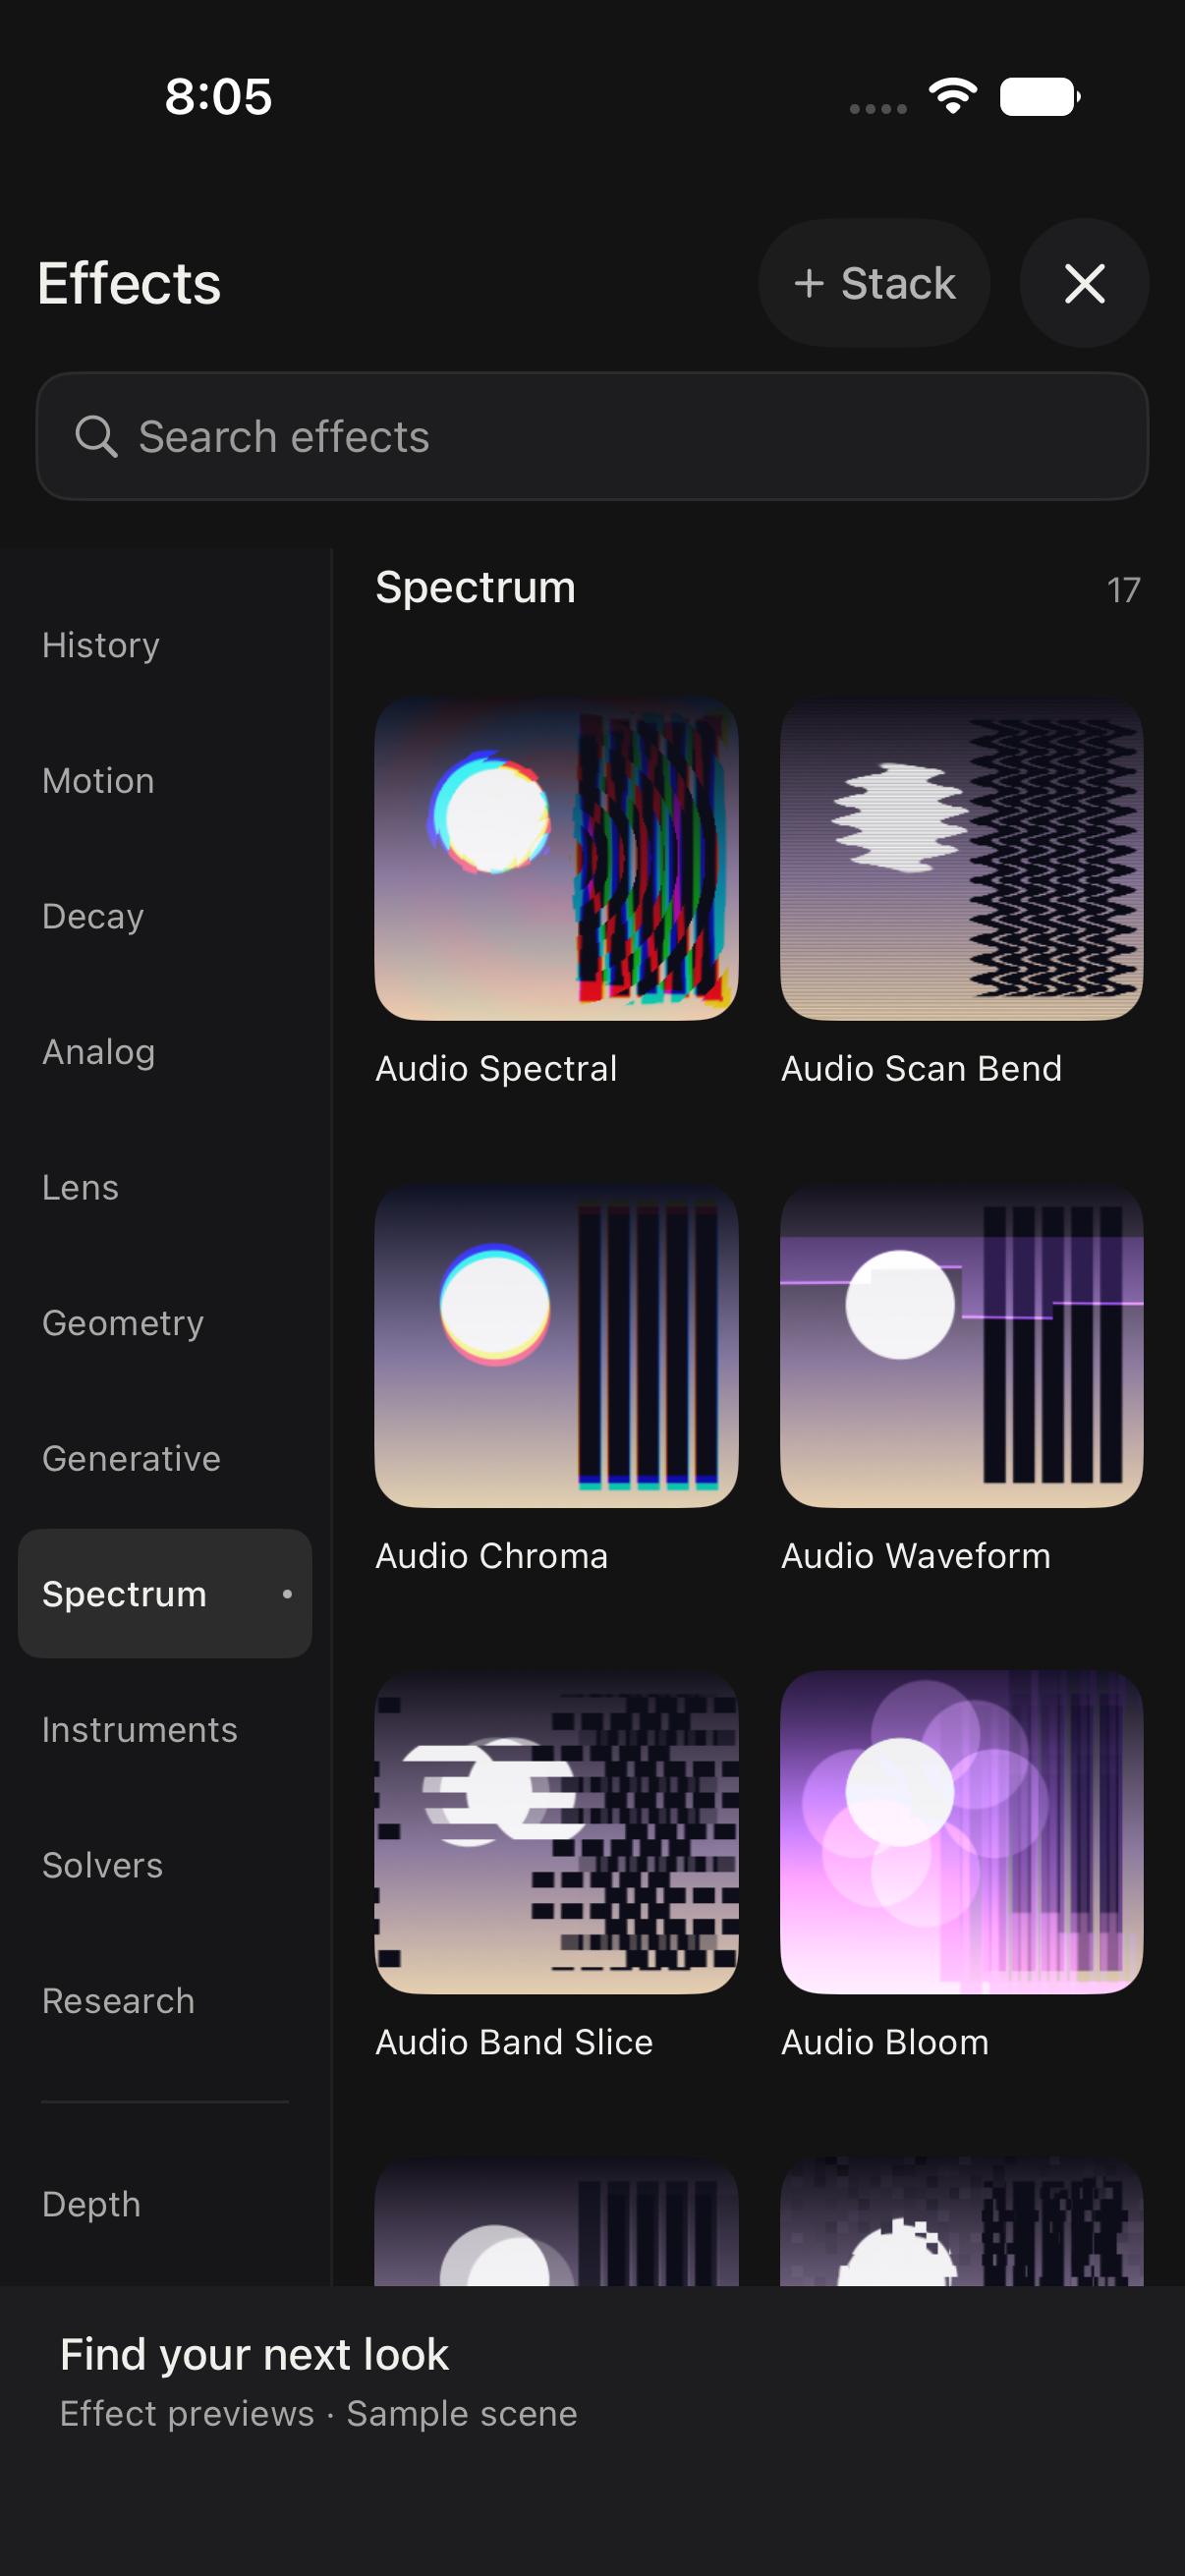 8:05
Effects
+ Stack
Search effects
History
Motion
Decay
Analog
Lens
Geometry
Generative
Spectrum
Instruments
Solvers
Research
Depth
Spectrum
17
Audio Spectral
Audio Scan Bend
Audio Chroma
Audio Waveform
Audio Band Slice
Audio Bloom
Find your next look
Effect previews · Sample scene